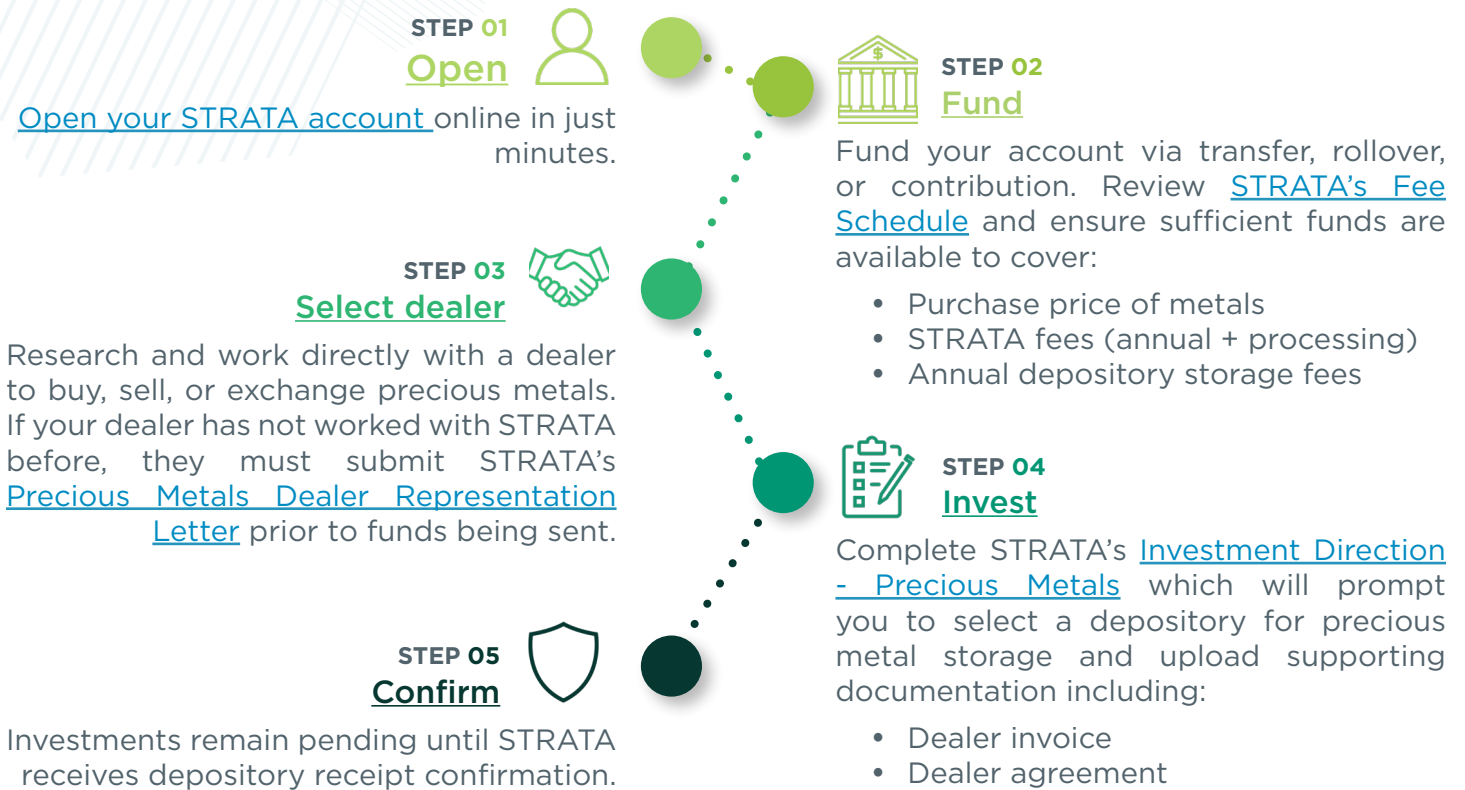 STEP 01
Open
Open your STRATA account online in just
minutes.
$
STEP 02
Fund
Fund your account via transfer, rollover,
or contribution. Review STRATA's Fee
Schedule and ensure sufficient funds are
available to cover:
• Purchase price of metals
• STRATA fees (annual + processing)
• Annual depository storage fees
STEP 03
Select dealer
Research and work directly with a dealer
to buy, sell, or exchange precious metals.
If your dealer has not worked with STRATA
before, they must submit STRATA's
Precious Metals Dealer Representation
Letter prior to funds being sent.
STEP 04
Invest
Complete STRATA's Investment Direction
- Precious Metals which will prompt
you to select a depository for precious
metal storage and upload supporting
documentation including:
• Dealer invoice
• Dealer agreement
STEP 05
Confirm
Investments remain pending until STRATA
receives depository receipt confirmation.